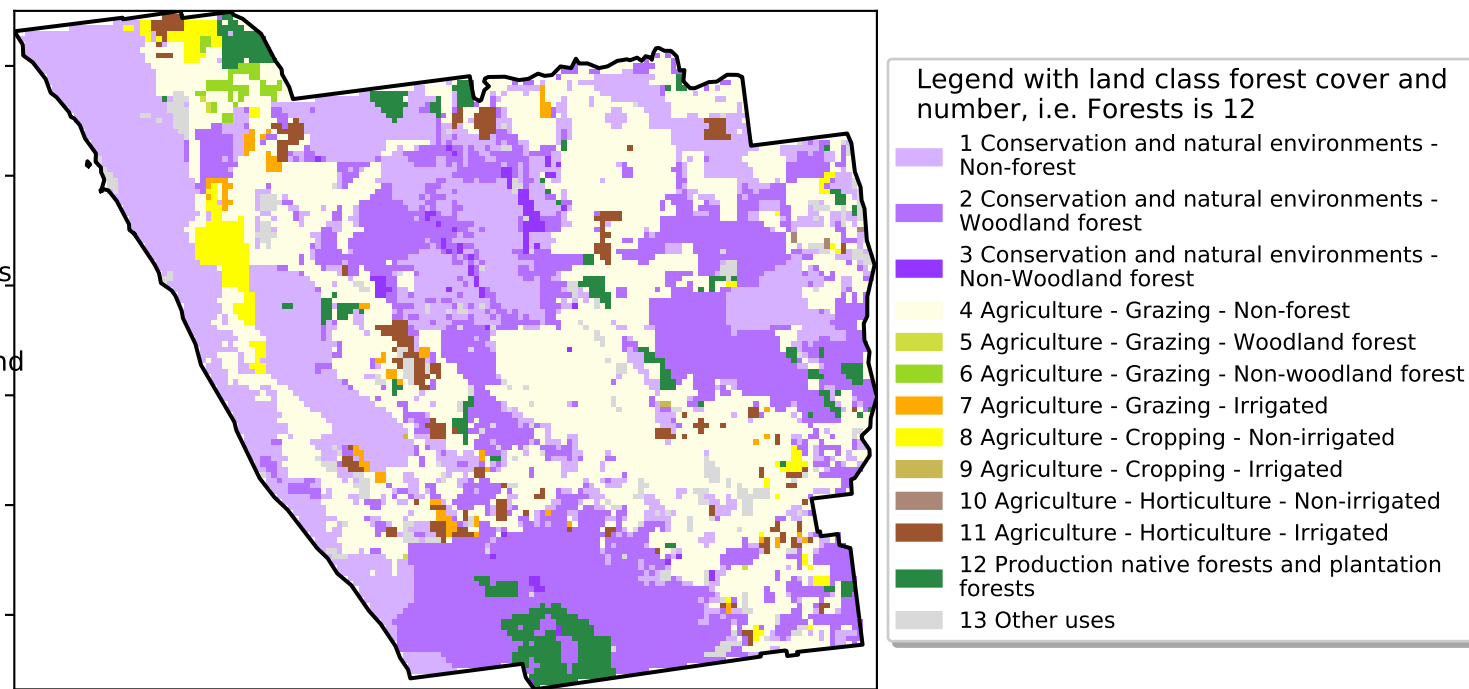 Legend with land class forest cover and
number, i.e. Forests is 12
1 Conservation and natural environments -
Non-forest
2 Conservation and natural environments -
Woodland forest
3 Conservation and natural environments -
Non-Woodland forest
4 Agriculture - Grazing - Non-forest
5 Agriculture - Grazing - Woodland forest
6 Agriculture - Grazing - Non-woodland forest
7 Agriculture - Grazing - Irrigated
8 Agriculture - Cropping - Non-irrigated
9 Agriculture - Cropping - Irrigated
10 Agriculture - Horticulture - Non-irrigated
11 Agriculture - Horticulture - Irrigated
12 Production native forests and plantation
forests
13 Other uses
s
nd